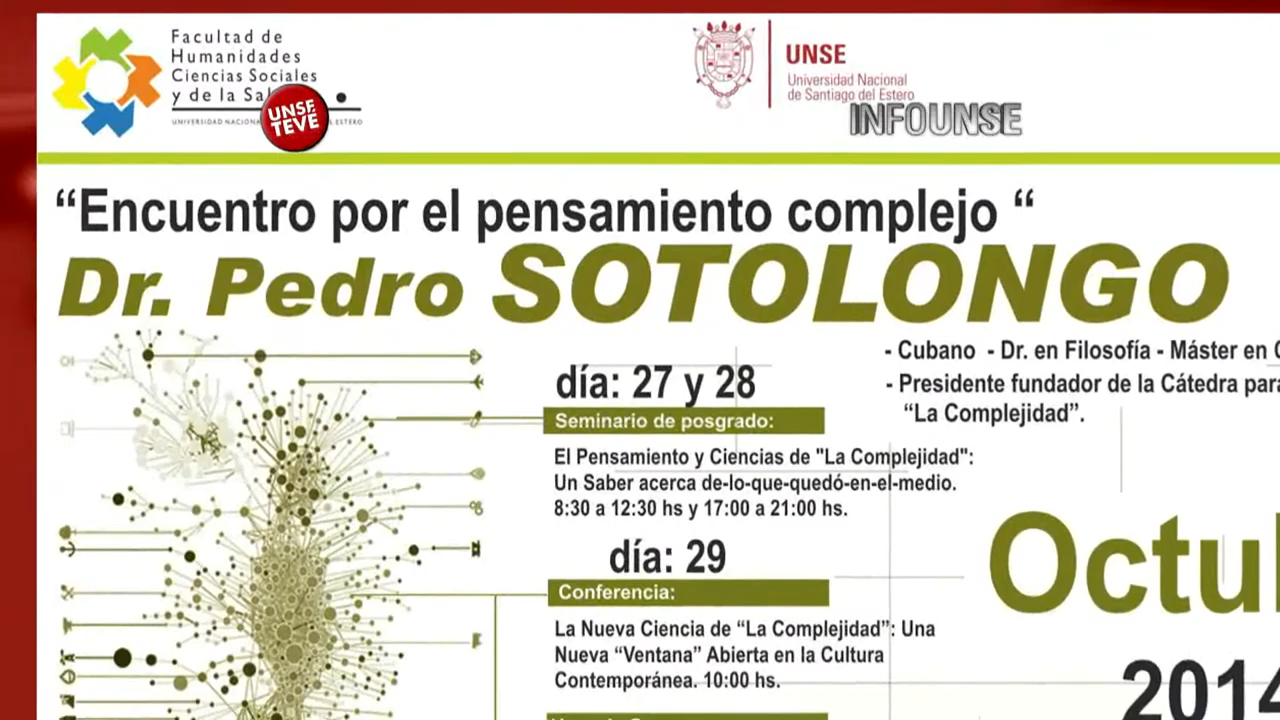 Facultad de
Humanidades
Ciencias Sociales
y de la
UNIVERSIDAD
ESTERO
UNSE
TEVÉ
UNSE
Universidad Nacional
de Santiago del Estero
INFOUNSE
“Encuentro por el pensamiento complejo “
Dr. Pedro SOTOLONGO
- Cubano - Dr. en Filosofía - Máster en
- Presidente fundador de la Cátedra para
“La Complejidad”.
día: 27 y 28
Seminario de posgrado:
El Pensamiento y Ciencias de "La Complejidad":
Un Saber acerca de-lo-que-quedó-en-el-medio.
8:30 a 12:30 hs y 17:00 a 21:00 hs.
día: 29
Conferencia:
La Nueva Ciencia de “La Complejidad”: Una
Nueva “Ventana” Abierta en la Cultura
Contemporánea. 10:00 hs.
Octu
2014